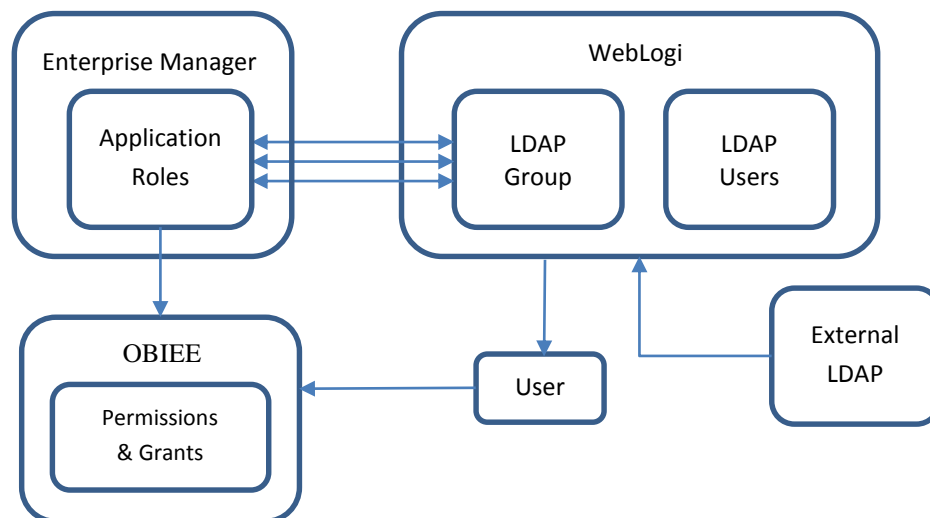 Enterprise Manager
Application
Roles
WebLogi
LDAP
Group
LDAP
Users
OBIEE
Permissions
& Grants
User
External
LDAP